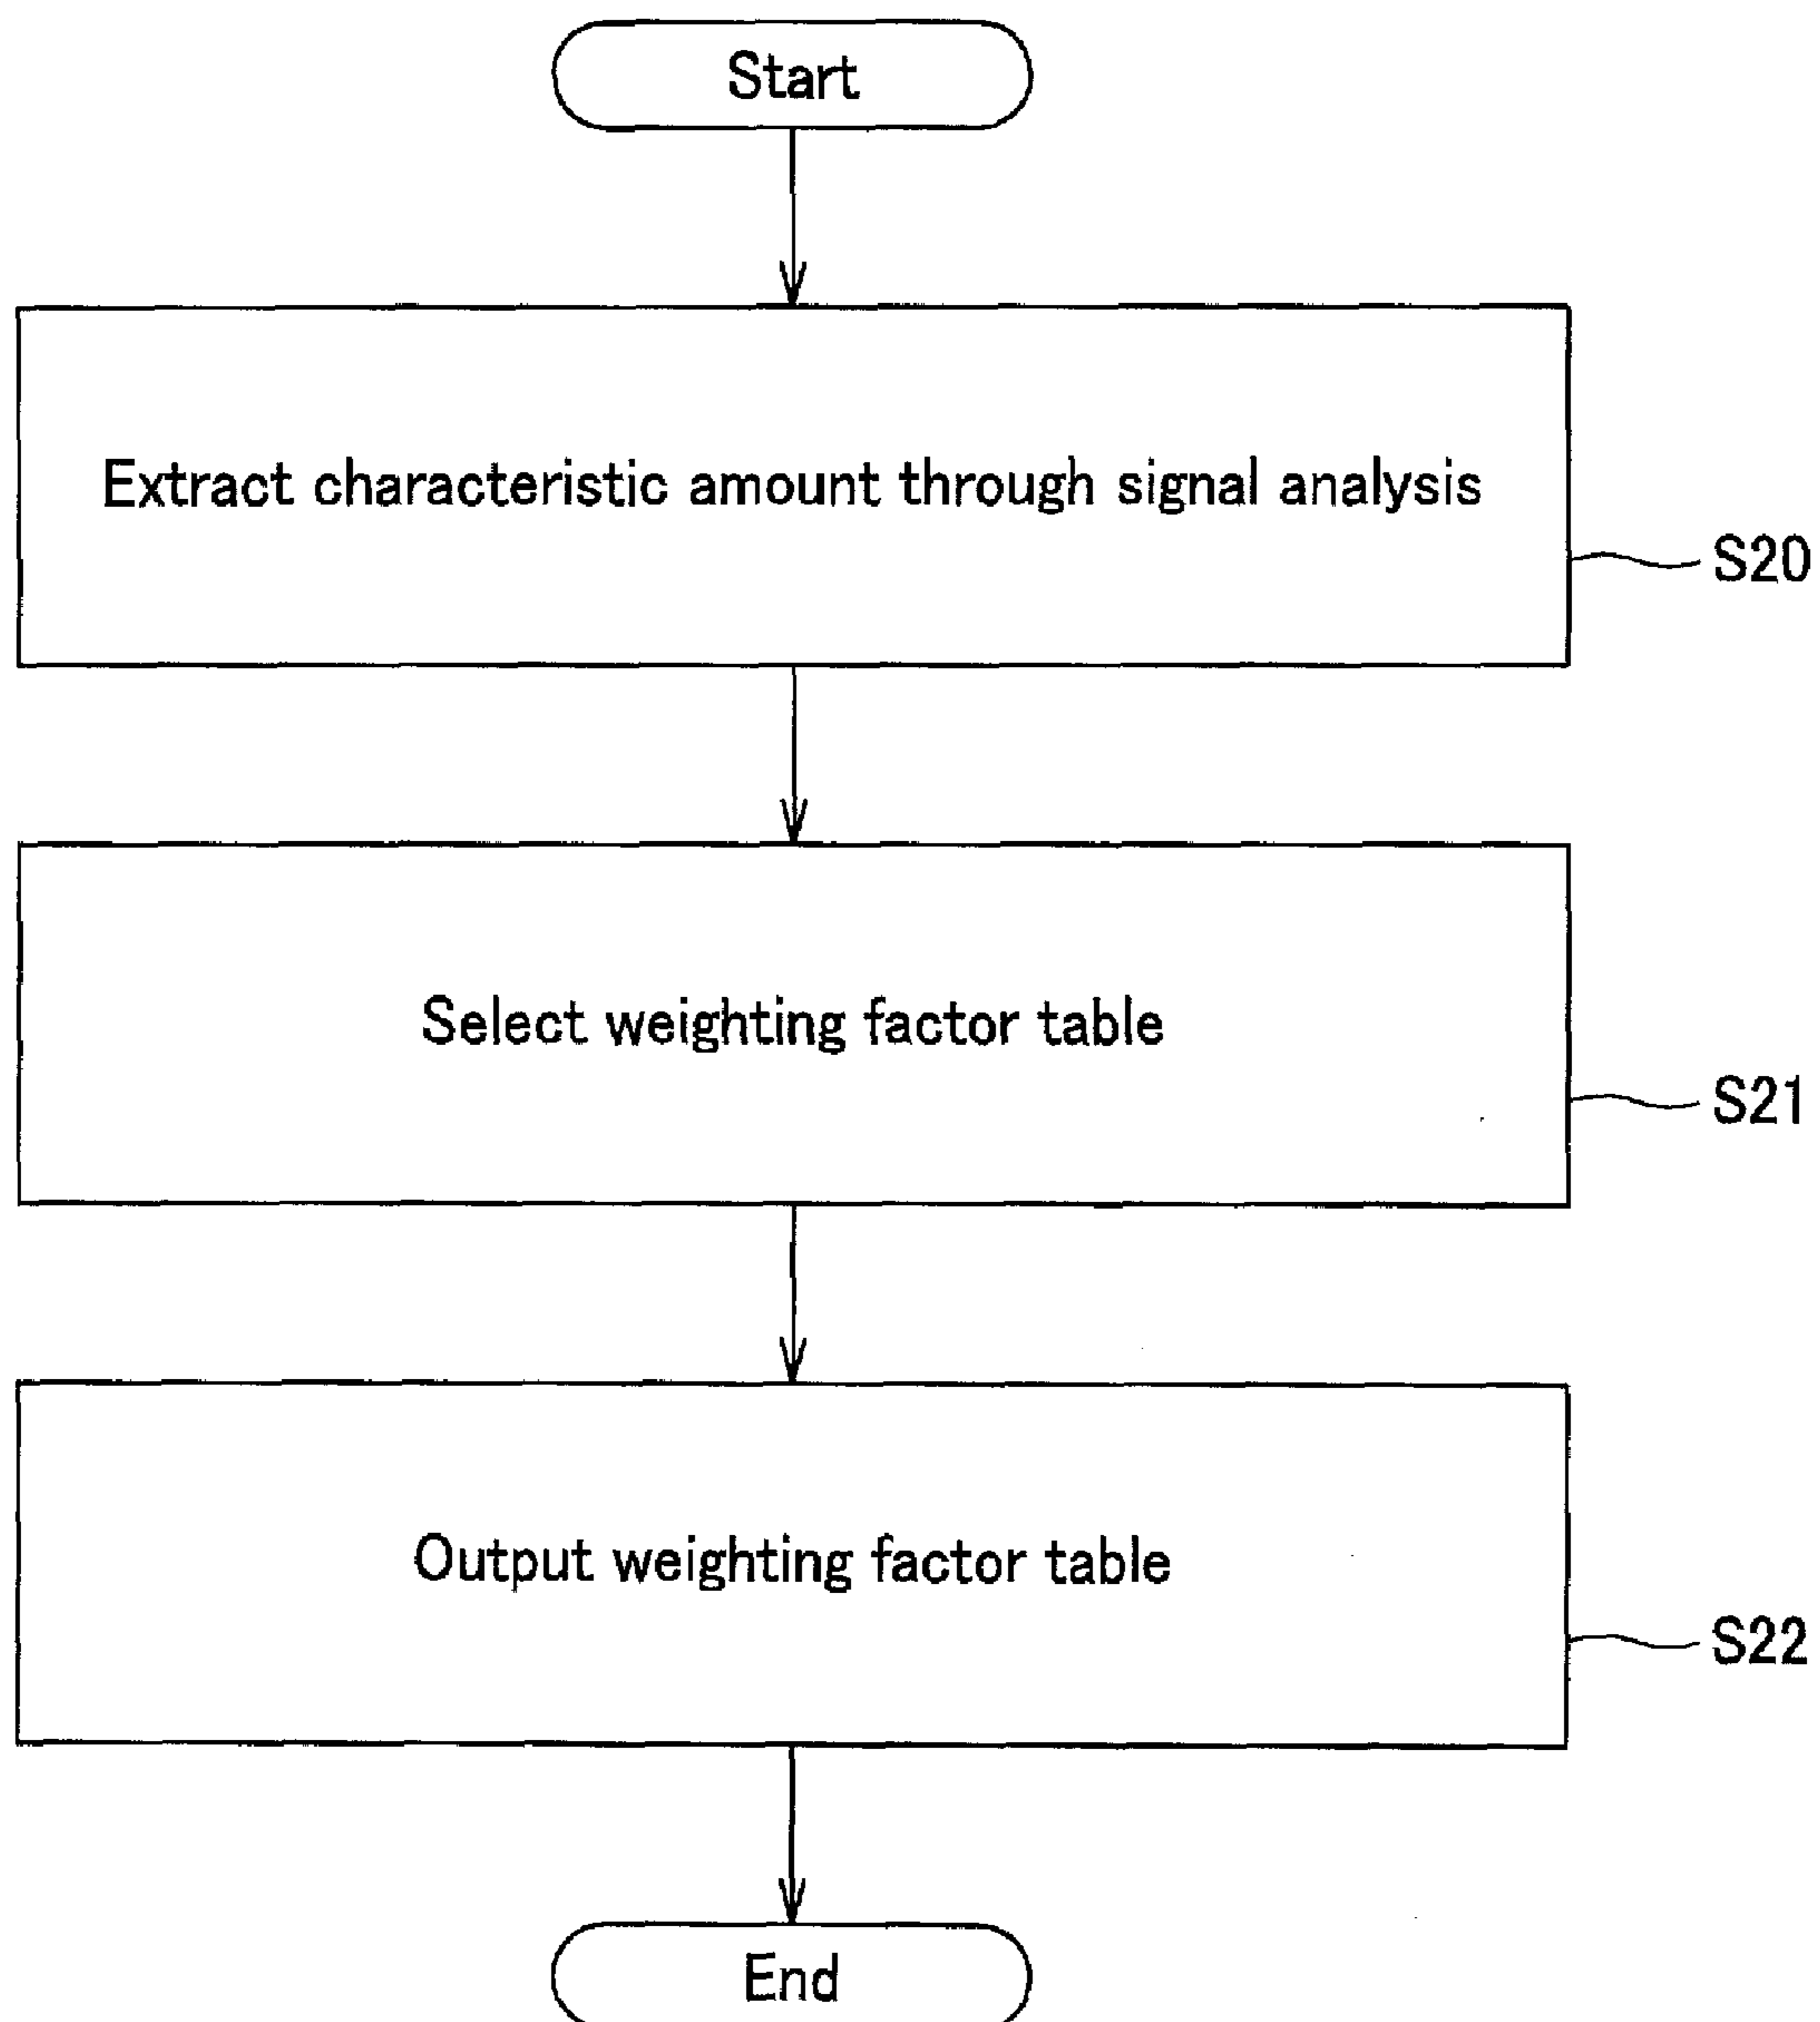 Start
Extract characteristic amount through signal analysis
S20
Select weighting factor table
S21
Output weighting factor table
S22
End